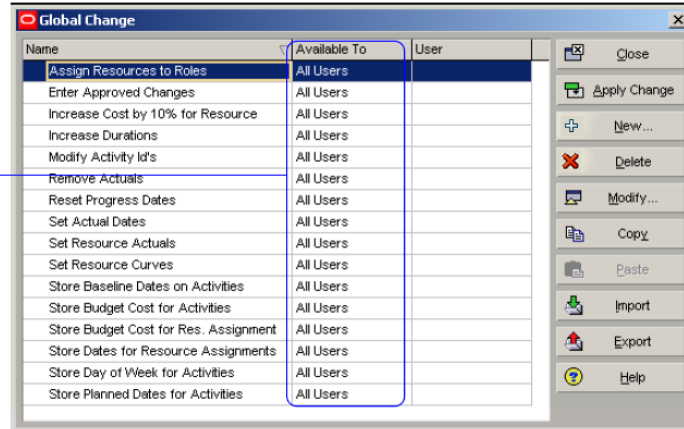 Global Change
Name Available To User
Assign Resources to Roles All Users
Enter Approved Changes All Users
Increase Cost by 10% for Resource All Users
Increase Durations All Users
Modify Activity Id's All Users
Remove Actuals All Users
Reset Progress Dates All Users
Set Actual Dates All Users
Set Resource Actuals All Users
Set Resource Curves All Users
Store Baseline Dates on Activities All Users
Store Budget Cost for Activities All Users
Store Budget Cost for Res. Assignment All Users
Store Dates for Resource Assignments All Users
Store Day of Week for Activities All Users
Store Planned Dates for Activities All Users
Close
Apply Change
New...
Delete
Modify...
Copy
Paste
Import
Export
Help